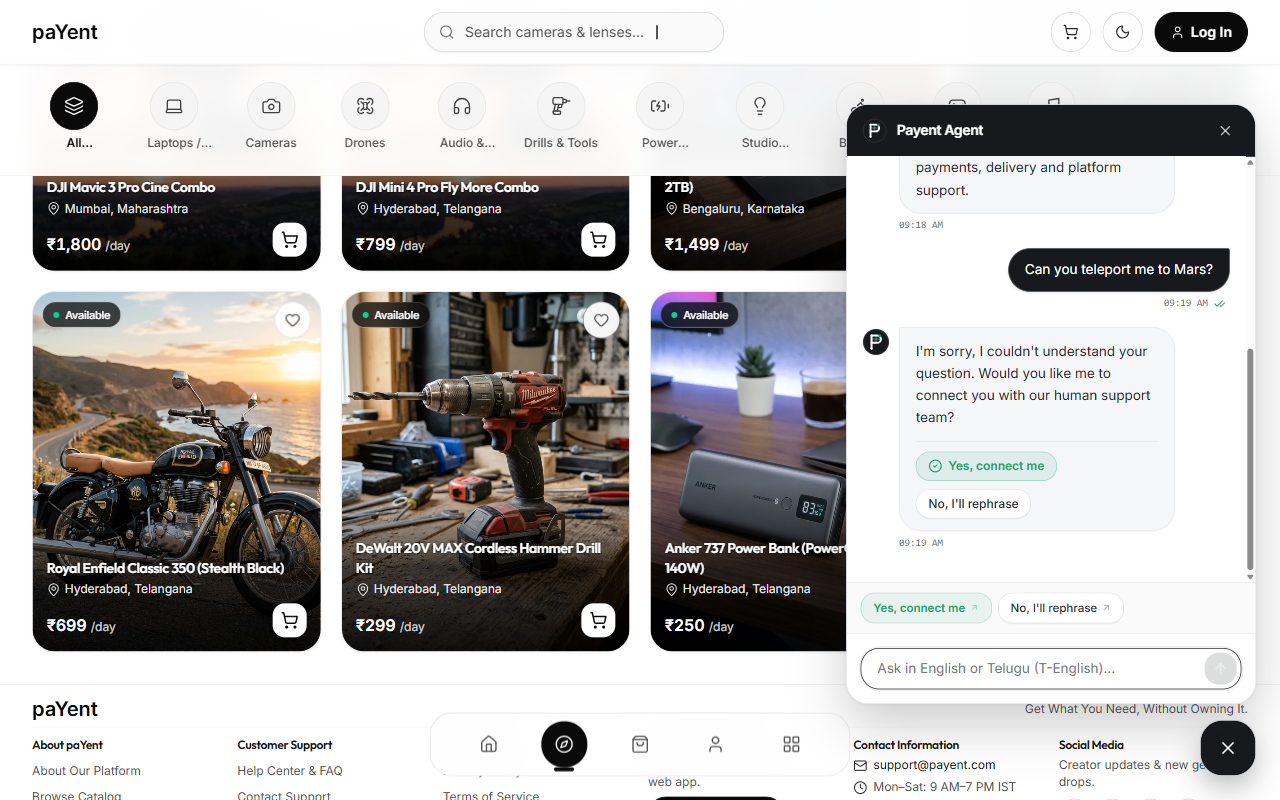 paYent
Search cameras & lenses...
Log In
All...
Laptops /...
Cameras
Drones
Audio &...
Drills & Tools
Power...
Studio...
DJI Mavic 3 Pro Cine Combo
Mumbai, Maharashtra
₹1,800 /day
DJI Mini 4 Pro Fly More Combo
Hyderabad, Telangana
₹799 /day
2TB)
Bengaluru, Karnataka
₹1,499 /day
Available
ROYAL ENFIELD
Royal Enfield Classic 350 (Stealth Black)
Hyderabad, Telangana
₹699 /day
Available
Milwaukee
DeWalt 20V MAX Cordless Hammer Drill
Kit
Hyderabad, Telangana
₹299 /day
Available
ANKER
83%
Anker 737 Power Bank (Power
140W)
Hyderabad, Telangana
₹250 /day
Payent Agent
payments, delivery and platform
support.
09:18 AM
Can you teleport me to Mars?
09:19 AM
I'm sorry, I couldn't understand your
question. Would you like me to
connect you with our human support
team?
Yes, connect me
No, I'll rephrase
09:19 AM
Yes, connect me
No, I'll rephrase
Ask in English or Telugu (T-English)...
paYent
Get What You Need, Without Owning It.
About paYent
About Our Platform
Browse Catalog
Customer Support
Help Center & FAQ
Contact Support
Terms of Service
web app.
Contact Information
support@payent.com
Mon–Sat: 9 AM–7 PM IST
Social Media
Creator updates & new
drops.